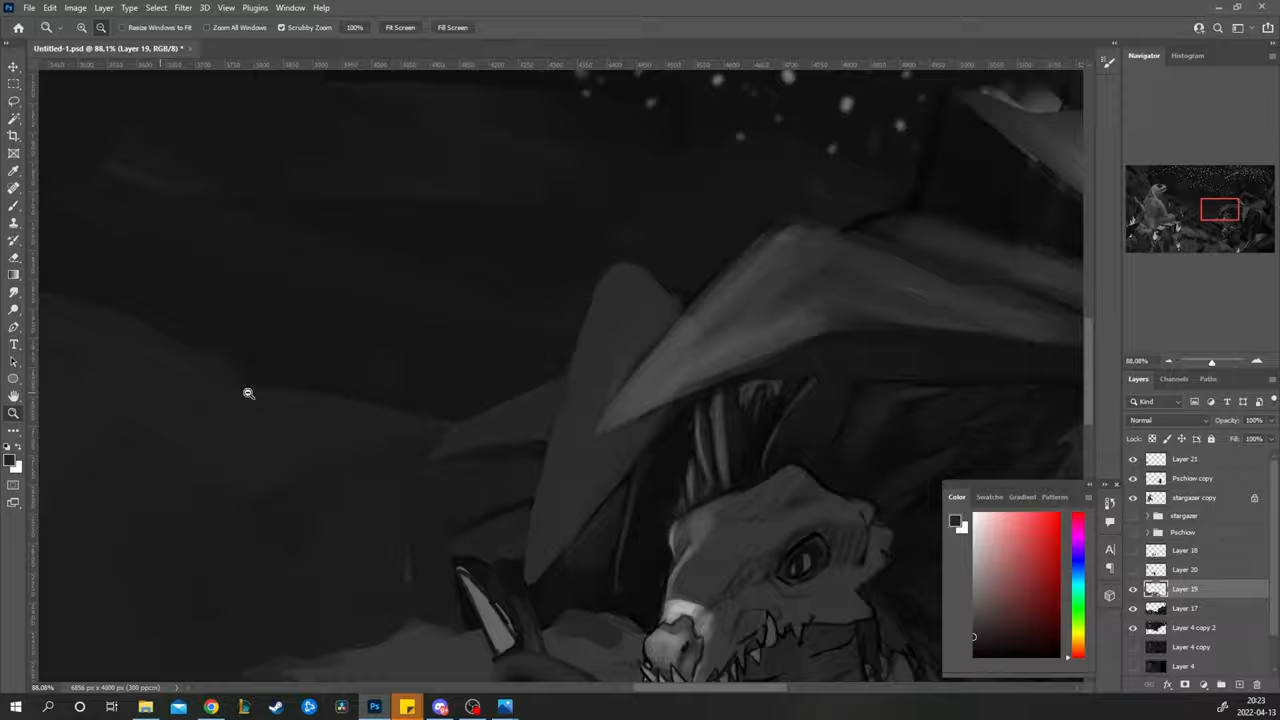 File Edit Image Layer Type Select Filter 3D View Plugins Window Help
Resize Windows to Fit Zoom All Windows Scrubby Zoom 100% Fit Screen Fill Screen
Untitled-1.psd @ 88,1% (Layer 19, RGB/8) *
Navigator Histogram
88.08%
Layers Channels Paths
Kind
Normal Opacity: 100%
Lock: Fill: 100%
Layer 21
Pschiow copy
stargazer copy
stargazer
Pschiow
Layer 18
Layer 20
Layer 19
Layer 17
Layer 4 copy 2
Layer 4 copy
Layer 4
Color Swatches Gradient Patterns
88.08% 6856 px x 4000 px (300 ppcm)
20:23
2022-04-13